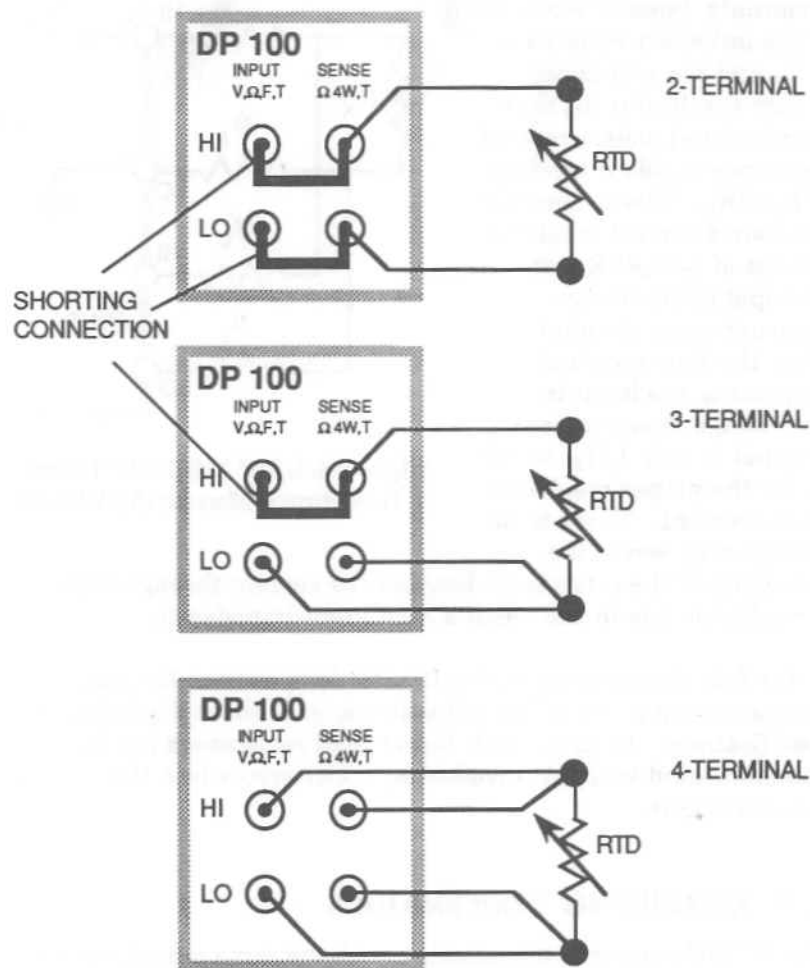 DP 100
INPUT SENSE
V,Ω,F,T Ω 4W,T
HI
LO
2-TERMINAL
RTD
SHORTING
CONNECTION
DP 100
INPUT SENSE
V,Ω,F,T Ω 4W,T
HI
LO
3-TERMINAL
RTD
DP 100
INPUT SENSE
V,Ω,F,T Ω 4W,T
HI
LO
4-TERMINAL
RTD